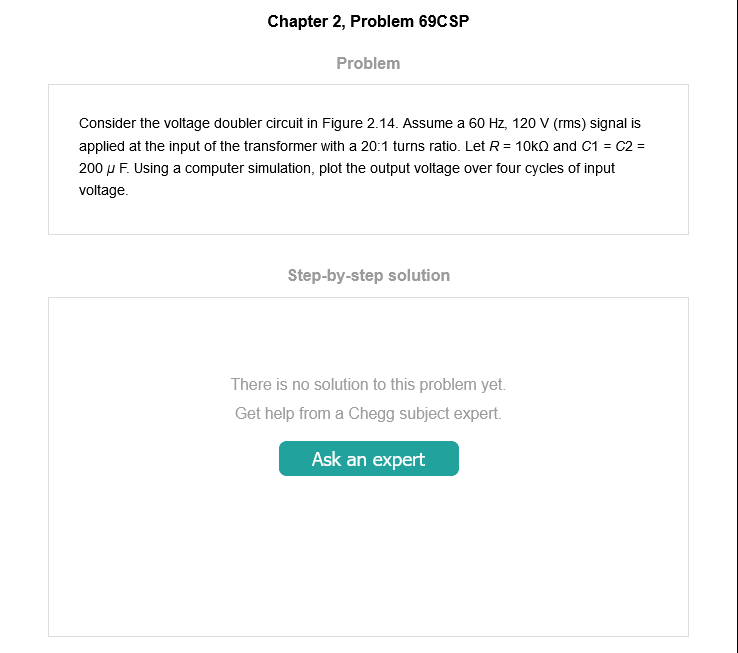 Chapter 2, Problem 69CSP
Problem
Consider the voltage doubler circuit in Figure 2.14. Assume a 60 Hz, 120 V (rms) signal is
applied at the input of the transformer with a 20:1 turns ratio. Let R = 10kΩ and C1 = C2 =
200 μ F. Using a computer simulation, plot the output voltage over four cycles of input
voltage.
Step-by-step solution
There is no solution to this problem yet.
Get help from a Chegg subject expert.
Ask an expert